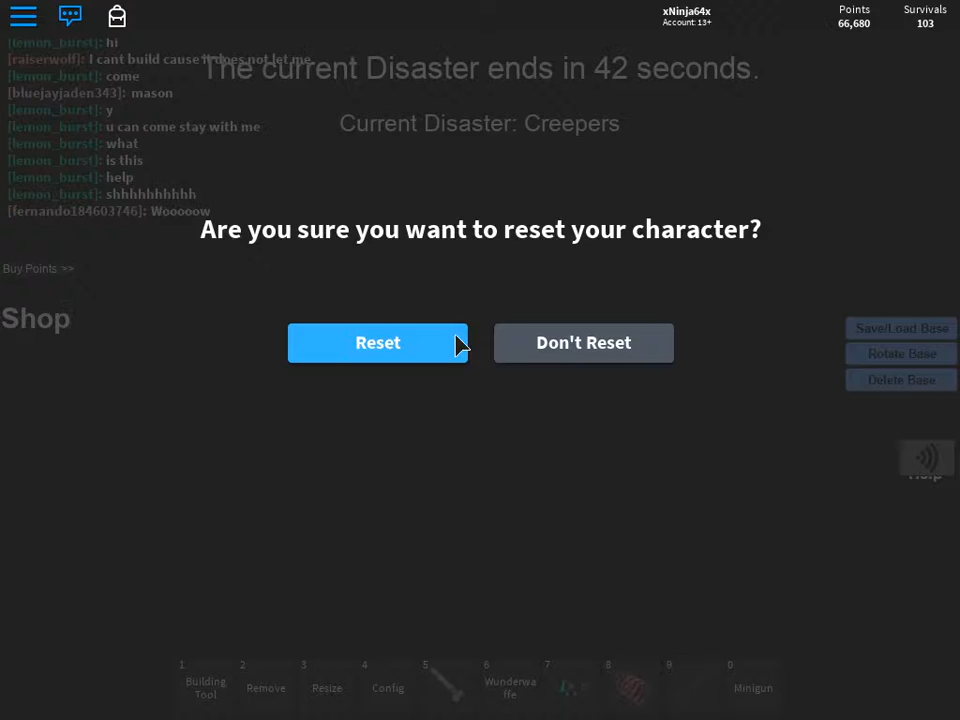 xNinja64x
Account: 13+
Points
66,680
Survivals
103
[lemon_burst]: hi
[raiserwolf]: I cant build cause it does not let me
[lemon_burst]: come
[bluejayjaden343]: mason
[lemon_burst]: y
[lemon_burst]: u can come stay with me
[lemon_burst]: what
[lemon_burst]: is this
[lemon_burst]: help
[lemon_burst]: shhhhhhhhhh
[fernando184603746]: Wooooow
The current Disaster ends in 42 seconds.
Current Disaster: Creepers
Are you sure you want to reset your character?
Buy Points >>
Shop
Reset
Don't Reset
Save/Load Base
Rotate Base
Delete Base
Help
1
Building
Tool
2
Remove
3
Resize
4
Config
5
6
Wunderwa
ffe
7
8
9
0
Minigun